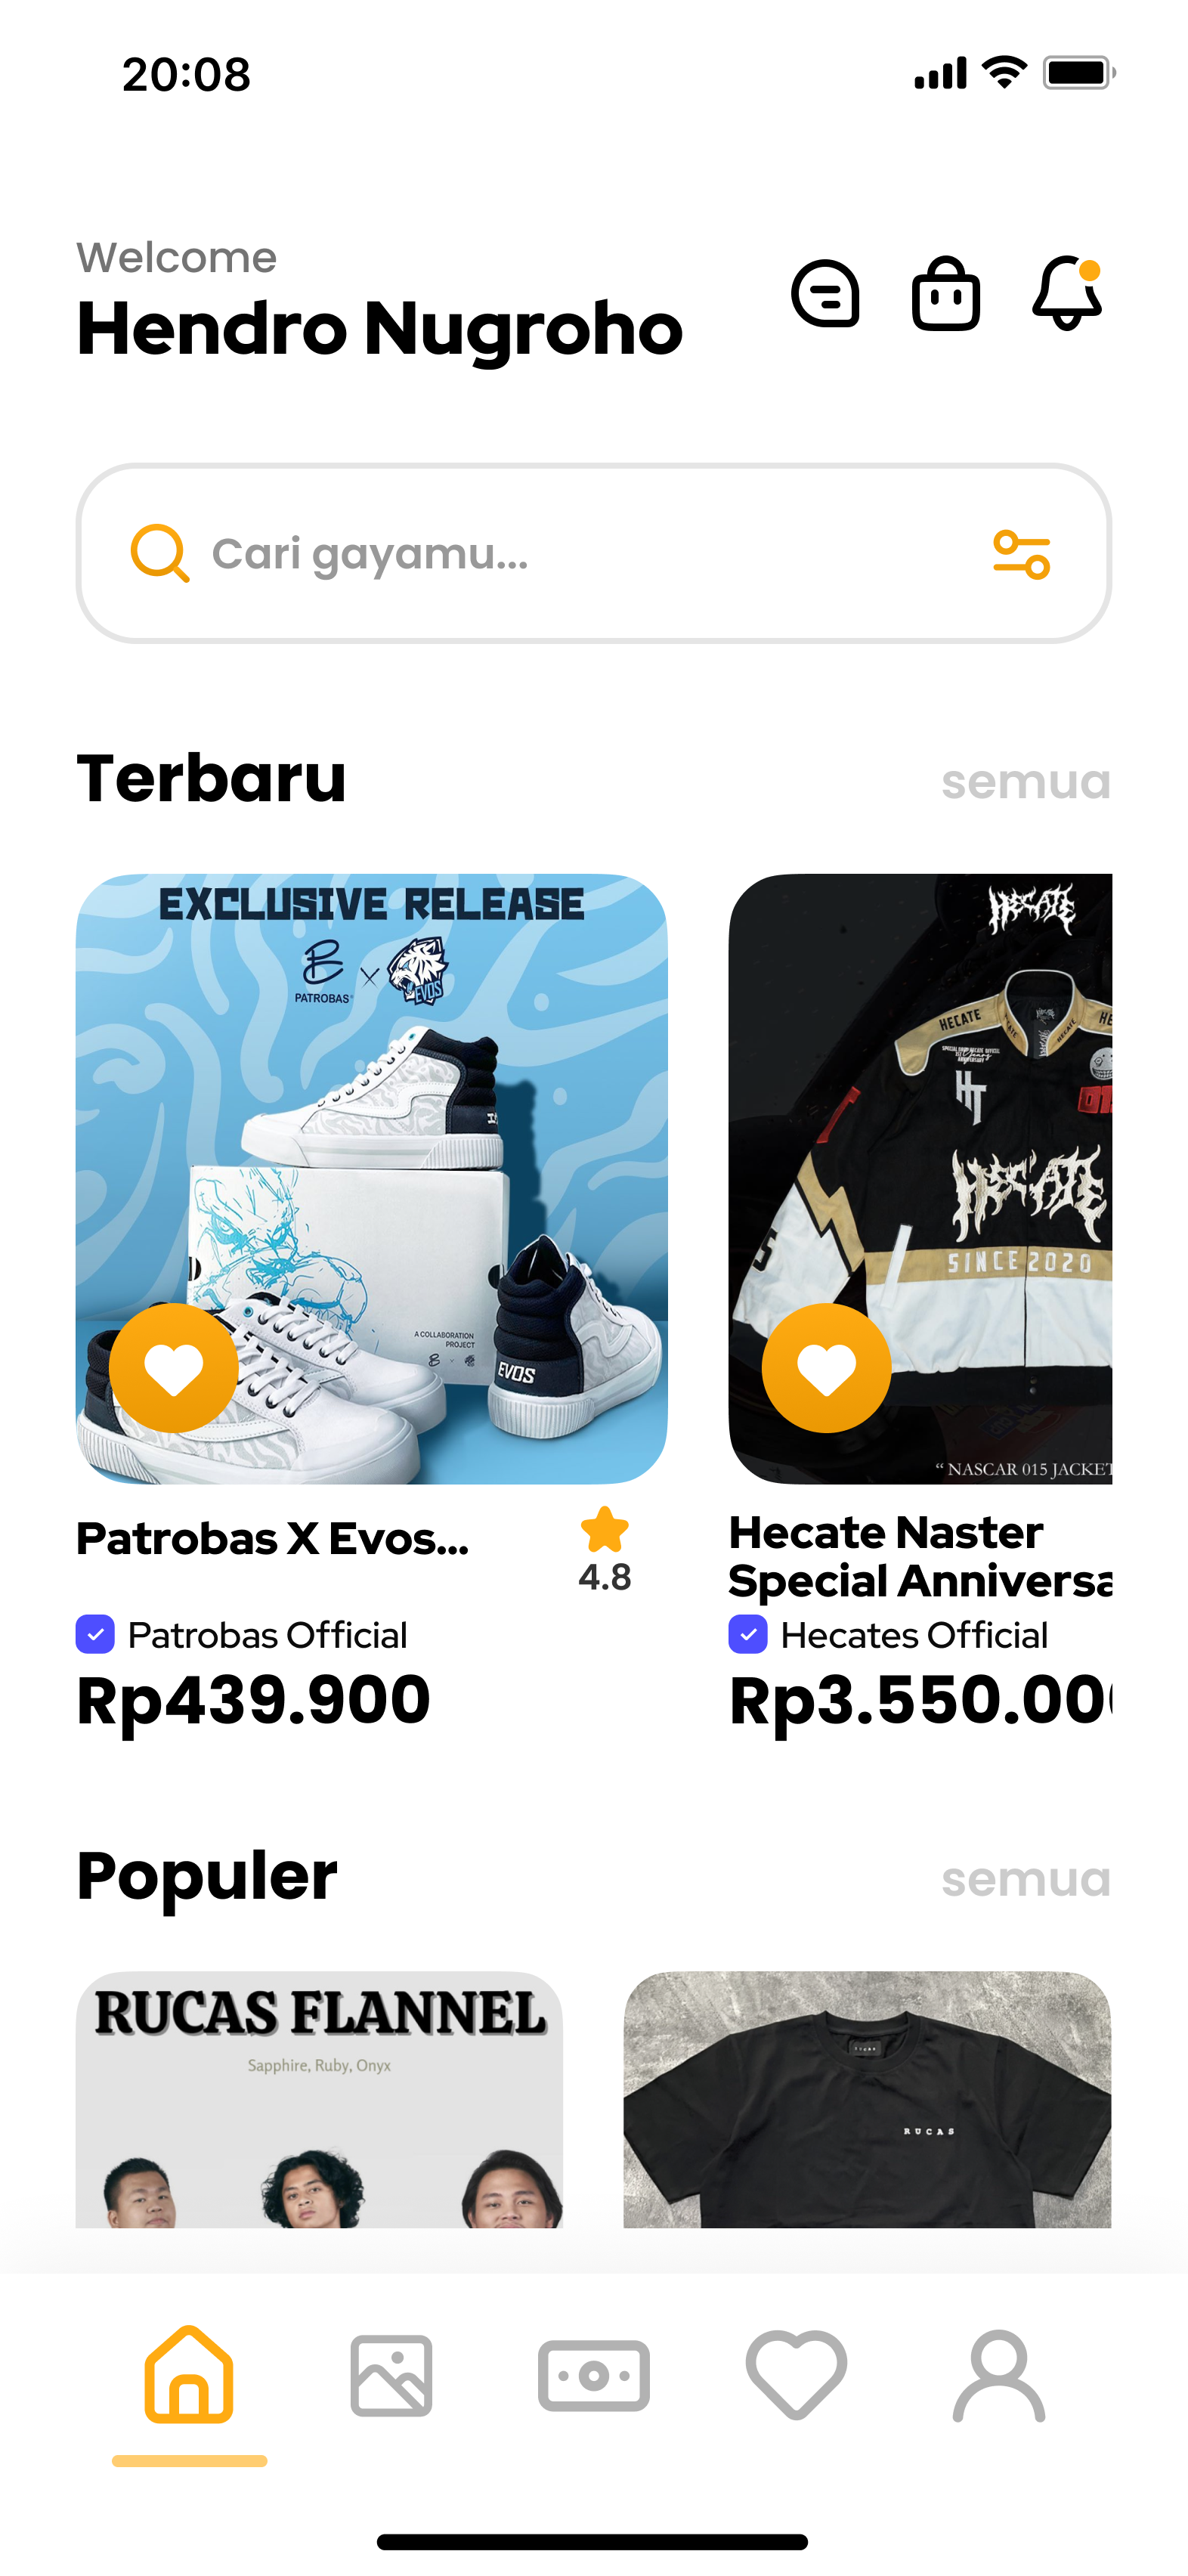 20:08
Welcome
Hendro Nugroho
Cari gayamu...
Terbaru
semua
EXCLUSIVE RELEASE
PATROBAS
EVOS
A COLLABORATION
PROJECT
EVOS
HECATE
HECATE
HECATE
SINCE 2020
“ NASCAR 015 JACKET
Patrobas X Evos...
4.8
Patrobas Official
Rp439.900
Hecate Naster
Special Anniversa
Hecates Official
Rp3.550.00
Populer
semua
RUCAS FLANNEL
Sapphire, Ruby, Onyx
RUCAS